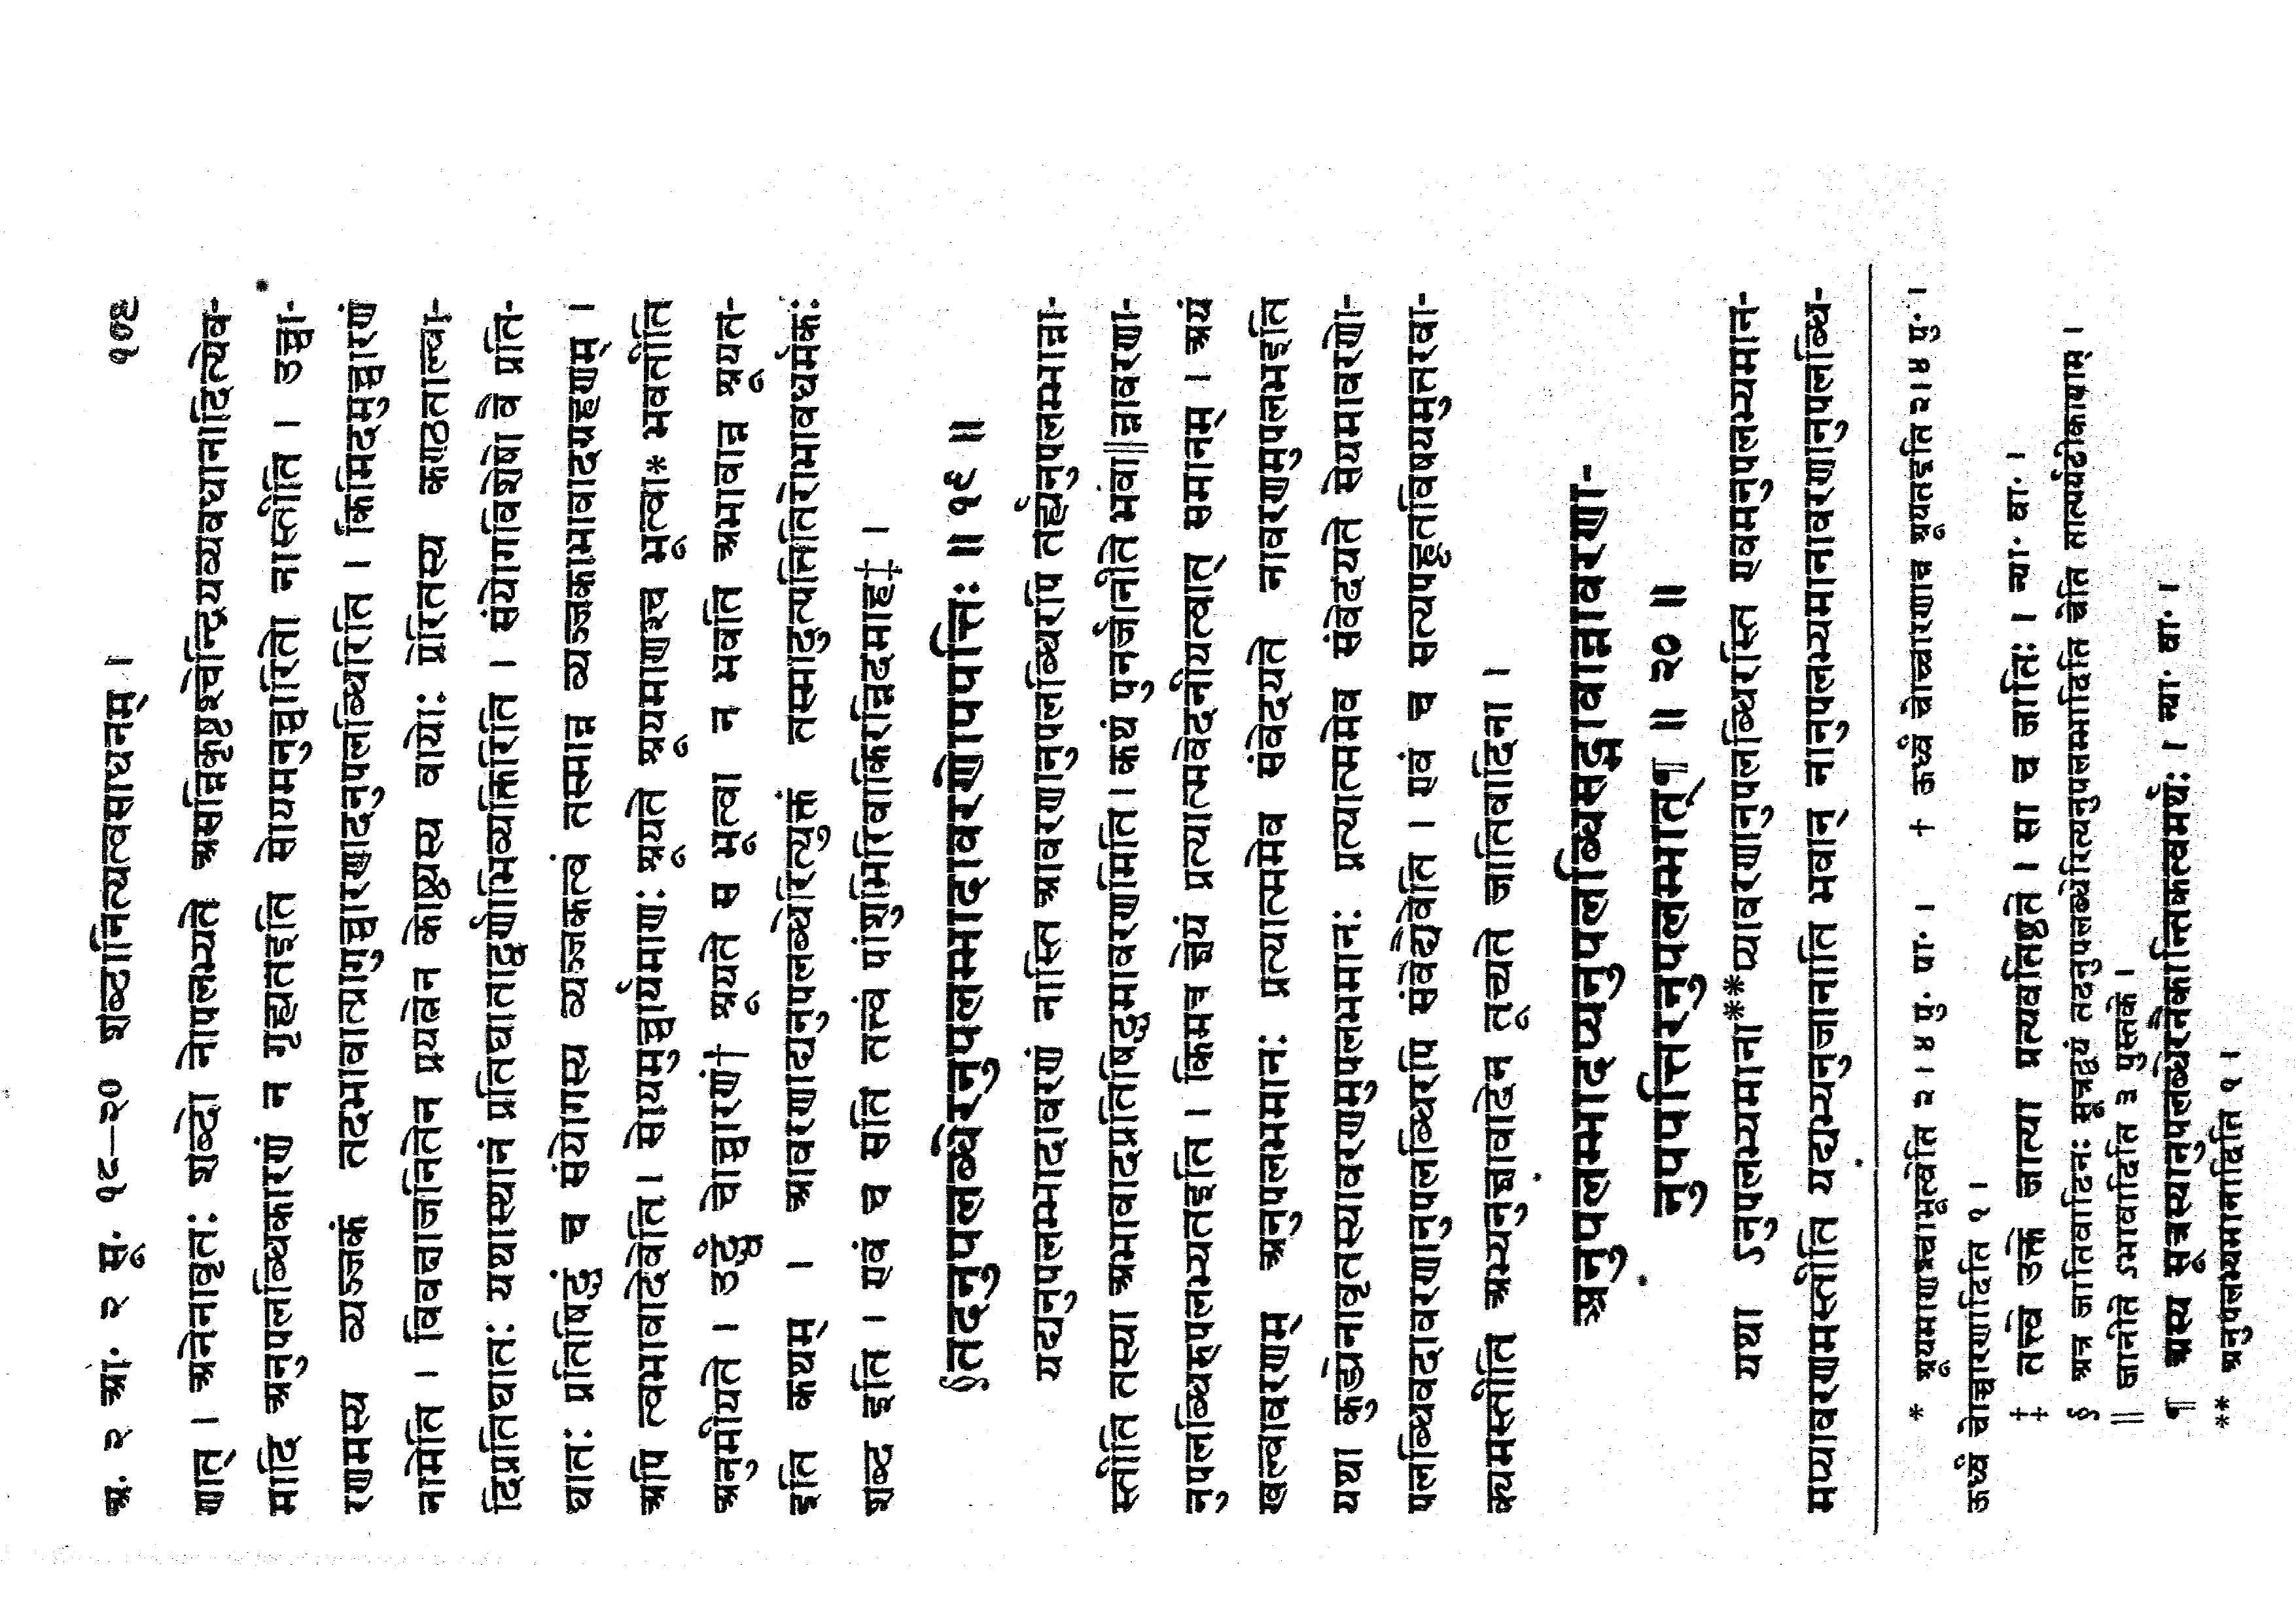 अ. २ आ. २ सू. १८—२० शब्दानित्यत्वसाधनम् । १०९
णात् । अनेनावृतः शब्दो नोपलभ्यते असन्निकृष्टश्चेन्द्रियव्यवधानादित्येव-
मादि अनुपलब्धिकारणं न गृह्यतइति सोयमनुच्चारितो नास्तीति । उच्चा-
रणमस्य व्यञ्जकं तदभावात्प्रागुच्चारणादनुपलब्धिरिति । किमिदमुच्चारणं
नामेति । विवक्षाजनितेन प्रयत्नेन कोष्ठ्यस्य वायोः प्रेरितस्य कण्ठताल्वा-
दिप्रतिघातः यथास्थानं प्रतिघाताद्वर्णाभिव्यक्तिरिति । संयोगविशेषो वै प्रति-
घातः प्रतिषिद्धं च संयोगस्य व्यञ्जकत्वं तस्मान्न व्यञ्जकाभावादग्रहणम् ।
अपि त्वभावादेवेति । सोयमुच्चार्यमाणः श्रूयते श्रूयमाणश्च भूत्वा* भवतीति
अनुमीयते । उर्द्ध्वं चोच्चारणं† श्रूयते स भूत्वा न भवति अभावान्न श्रूयत-
इति कथम् । आवरणाद्यनुपलब्धेरित्युक्तं तस्मादुत्पत्तितिरोभावधर्मकः
शब्द इति । एवं च सति तत्त्वं पांशुभिरिवाकिरन्निदमाह‡ ।
§तदनुपलब्धेरनुपलम्भादावरणोपपत्तिः ॥ १९ ॥
यद्यनुपलम्भादावरणं नास्ति आवरणानुपलब्धिरपि तर्ह्यनुपलम्भान्ना-
स्तीति तस्या अभावादप्रतिषिद्धमावरणमिति । कथं पुनर्जानीते भवा॥न्नावरणा-
नुपलब्धिरुपलभ्यतइति । किमत्र ज्ञेयं प्रत्यात्मवेदनीयत्वात् समानम् । अयं
खल्वावरणम् अनुपलभमानः प्रत्यात्ममेव संवेदयते नावरणमुपलभइति
यथा कुड्येनावृतस्यावरणमुपलभमानः प्रत्यात्ममेव संवेदयते सेयमावरणो-
पलब्धिवदावरणानुपलब्धिरपि संवेद्यैवेति । एवं च सत्यपहृतविषयमुत्तरवा-
क्यमस्तीति अभ्यनुज्ञावादेन तूच्यते जातिवादिना ।
अनुपलम्भादप्यनुपलब्धिसद्भावान्नावरणा-
नुपपत्तिरनुपलम्भात्¶ ॥ २० ॥
यथा ऽनुपलभ्यमाना**प्यावरणानुपलब्धिरस्ति एवमनुपलभ्यमान-
मप्यावरणमस्तीति यद्यभ्यनुजानाति भवान् नानुपलभ्यमानावरणानुपलब्धि-
* श्रूयमाणश्चाभूत्वेति २ । ४ पु. पा. । † ऊर्ध्वं चोच्चारणान्न श्रूयतइति २। ४ पु. ।
ऊर्ध्वं चोच्चारणादिति १ ।
‡ तत्त्वे उक्ते जात्या प्रत्यवतिष्ठते । सा च जातिः । न्या. वा. ।
§ अत्र जातिवादिनः सूत्रद्वयं तदनुपलब्धेरित्यनुपलम्भादिति चेति तात्पर्यटीकायाम् ।
॥ जानीते ऽभावादिति ३ पुस्तके ।
¶ अस्य सूत्रस्यानुपलब्धेरनैकान्तिकत्वमर्थः । न्या. वा. ।
** अनुपलभ्यमानाद्विति १ ।